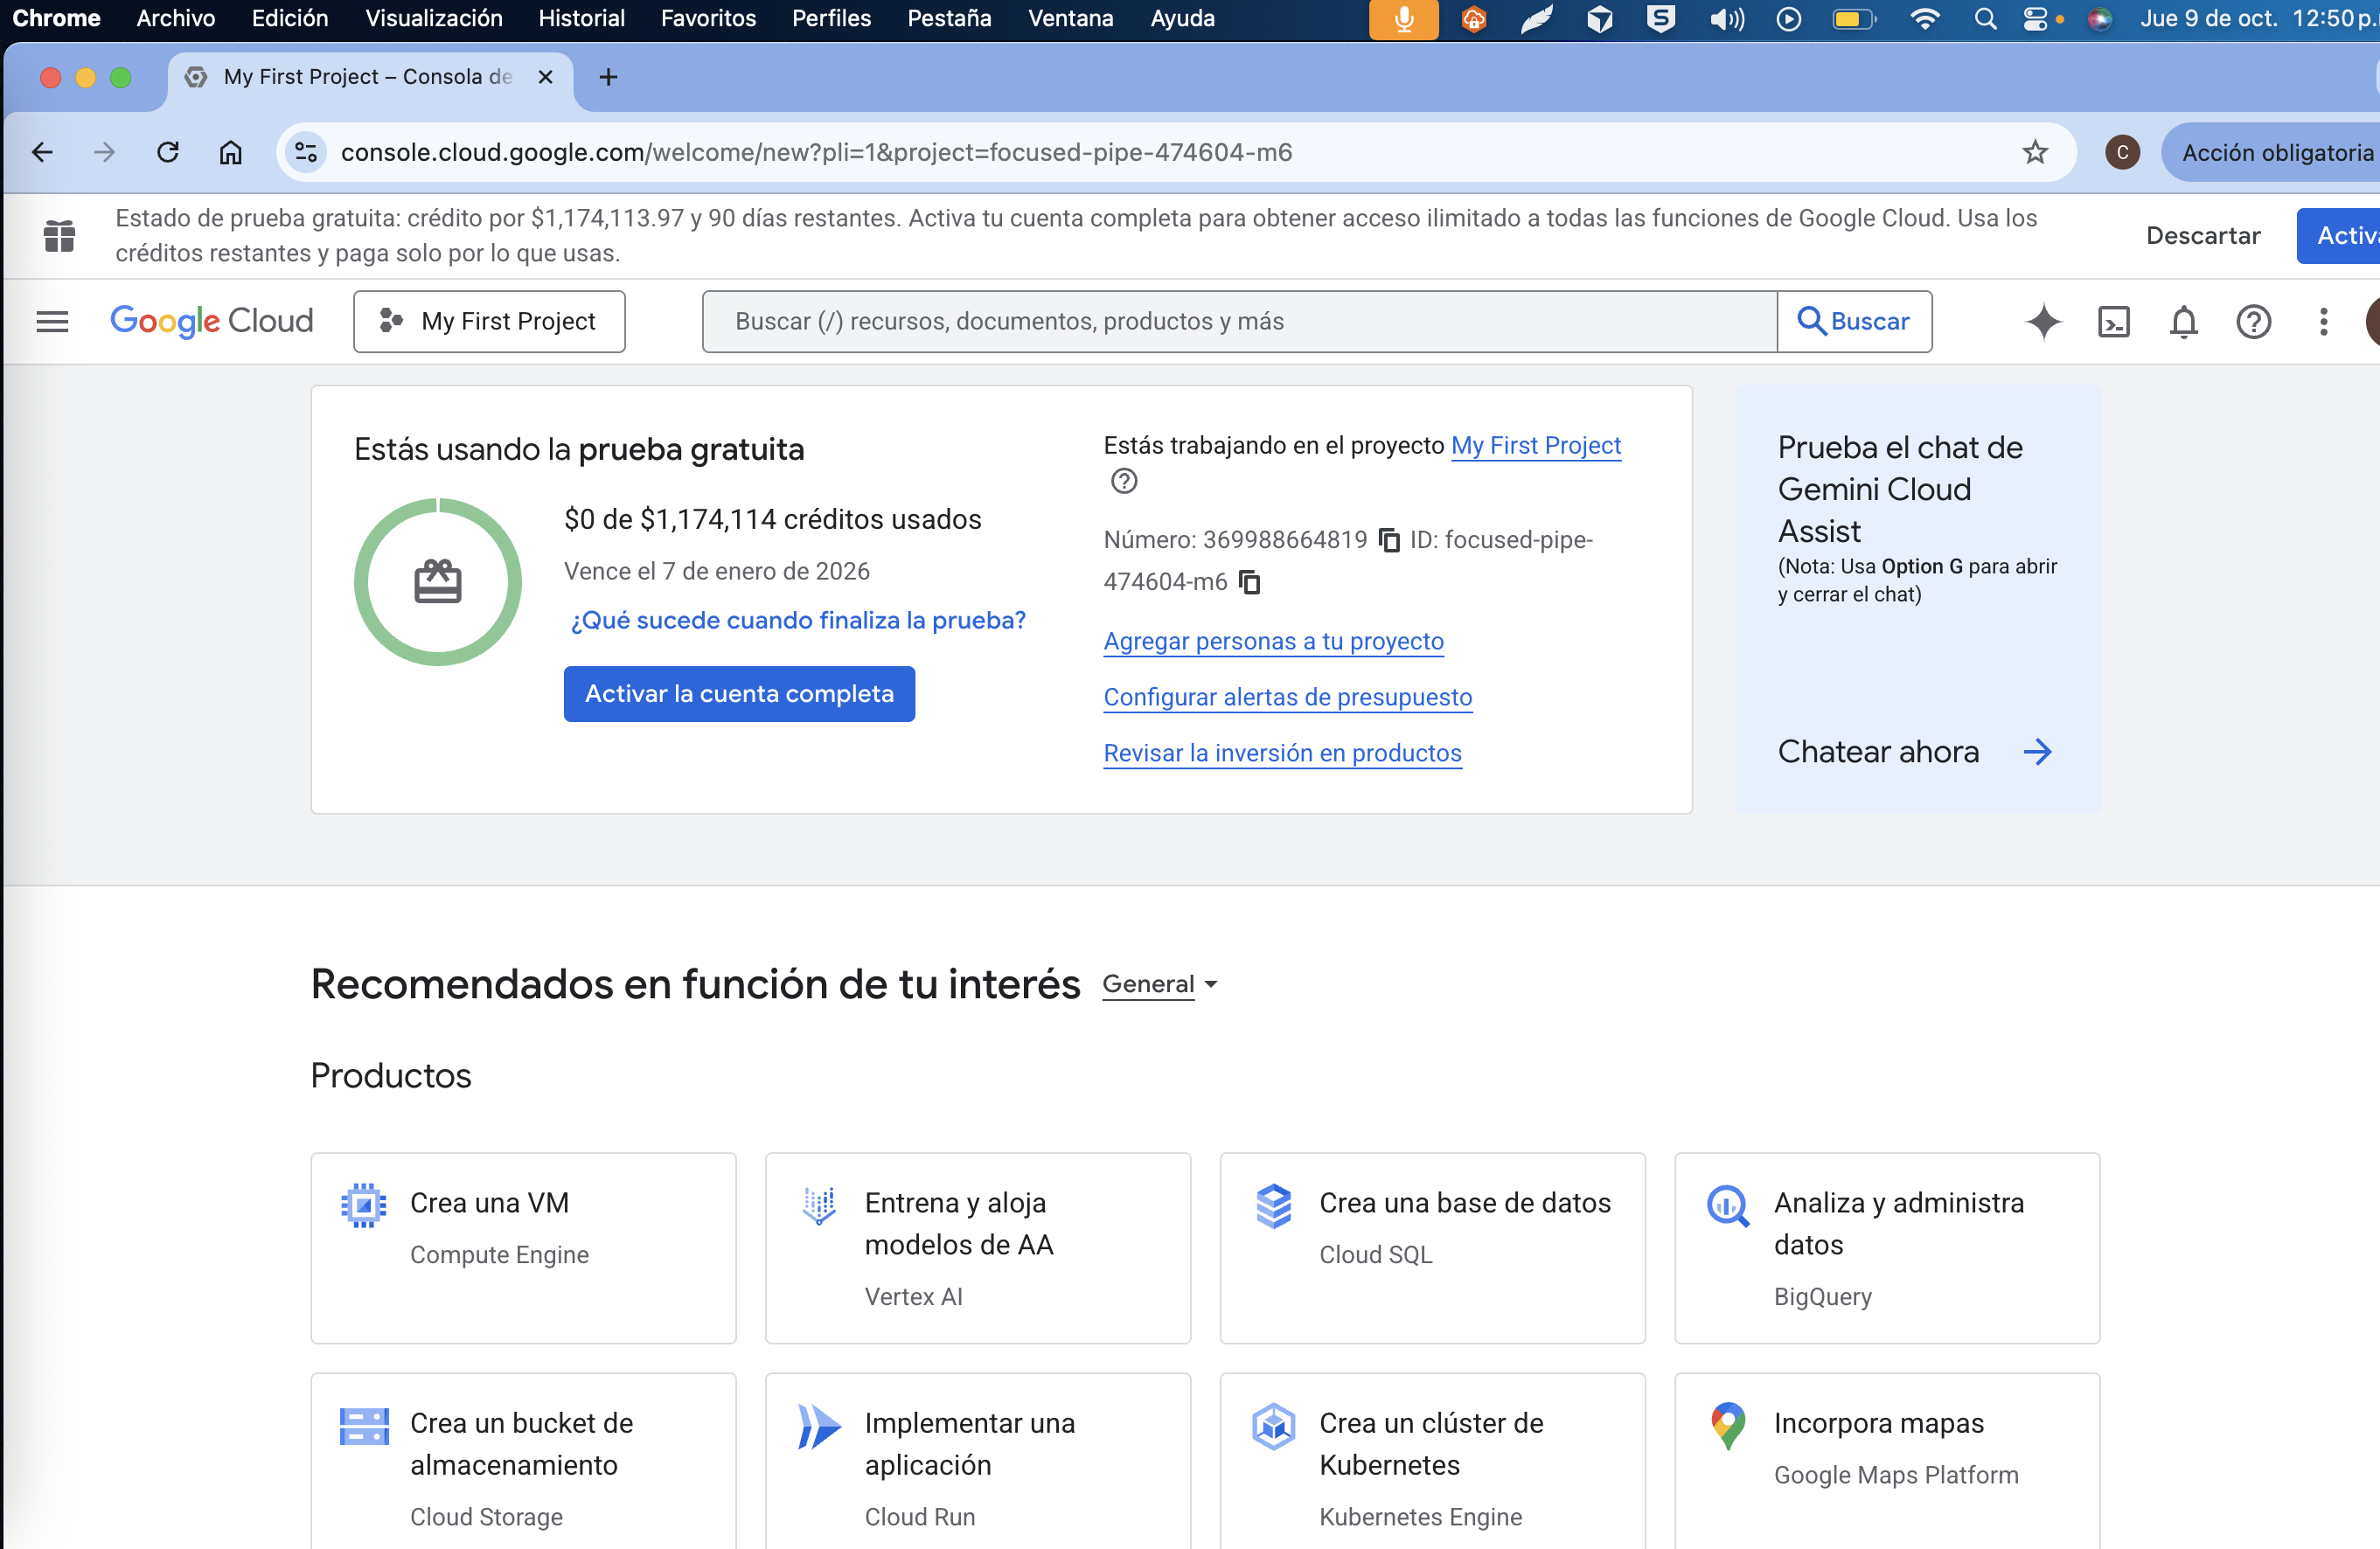 Chrome Archivo Edición Visualización Historial Favoritos Perfiles Pestaña Ventana Ayuda Jue 9 de oct. 12:50 p.
My First Project – Consola de
console.cloud.google.com/welcome/new?pli=1&project=focused-pipe-474604-m6
C
Acción obligatoria
Estado de prueba gratuita: crédito por $1,174,113.97 y 90 días restantes. Activa tu cuenta completa para obtener acceso ilimitado a todas las funciones de Google Cloud. Usa los
créditos restantes y paga solo por lo que usas.
Descartar
Activa
Google Cloud
My First Project
Buscar (/) recursos, documentos, productos y más
Buscar
Estás usando la prueba gratuita
$0 de $1,174,114 créditos usados
Vence el 7 de enero de 2026
¿Qué sucede cuando finaliza la prueba?
Activar la cuenta completa
Estás trabajando en el proyecto My First Project
Número: 369988664819 ID: focused-pipe-
474604-m6
Agregar personas a tu proyecto
Configurar alertas de presupuesto
Revisar la inversión en productos
Prueba el chat de
Gemini Cloud
Assist
(Nota: Usa Option G para abrir
y cerrar el chat)
Chatear ahora
Recomendados en función de tu interés
General
Productos
Crea una VM
Compute Engine
Entrena y aloja
modelos de AA
Vertex AI
Crea una base de datos
Cloud SQL
Analiza y administra
datos
BigQuery
Crea un bucket de
almacenamiento
Cloud Storage
Implementar una
aplicación
Cloud Run
Crea un clúster de
Kubernetes
Kubernetes Engine
Incorpora mapas
Google Maps Platform